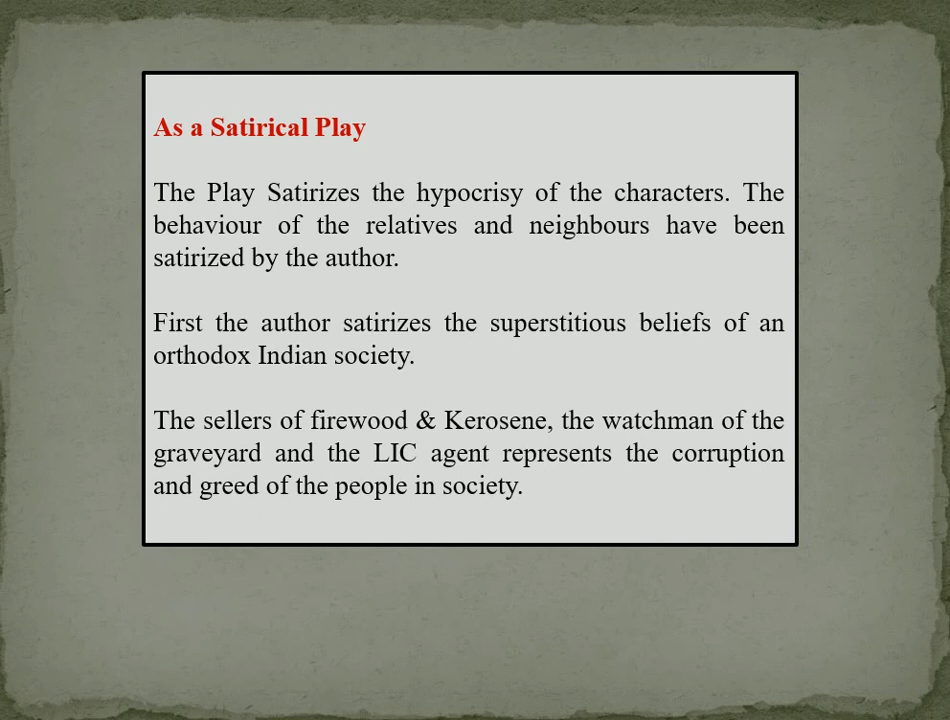 As a Satirical Play
The Play Satirizes the hypocrisy of the characters. The
behaviour of the relatives and neighbours have been
satirized by the author.
First the author satirizes the superstitious beliefs of an
orthodox Indian society.
The sellers of firewood & Kerosene, the watchman of the
graveyard and the LIC agent represents the corruption
and greed of the people in society.